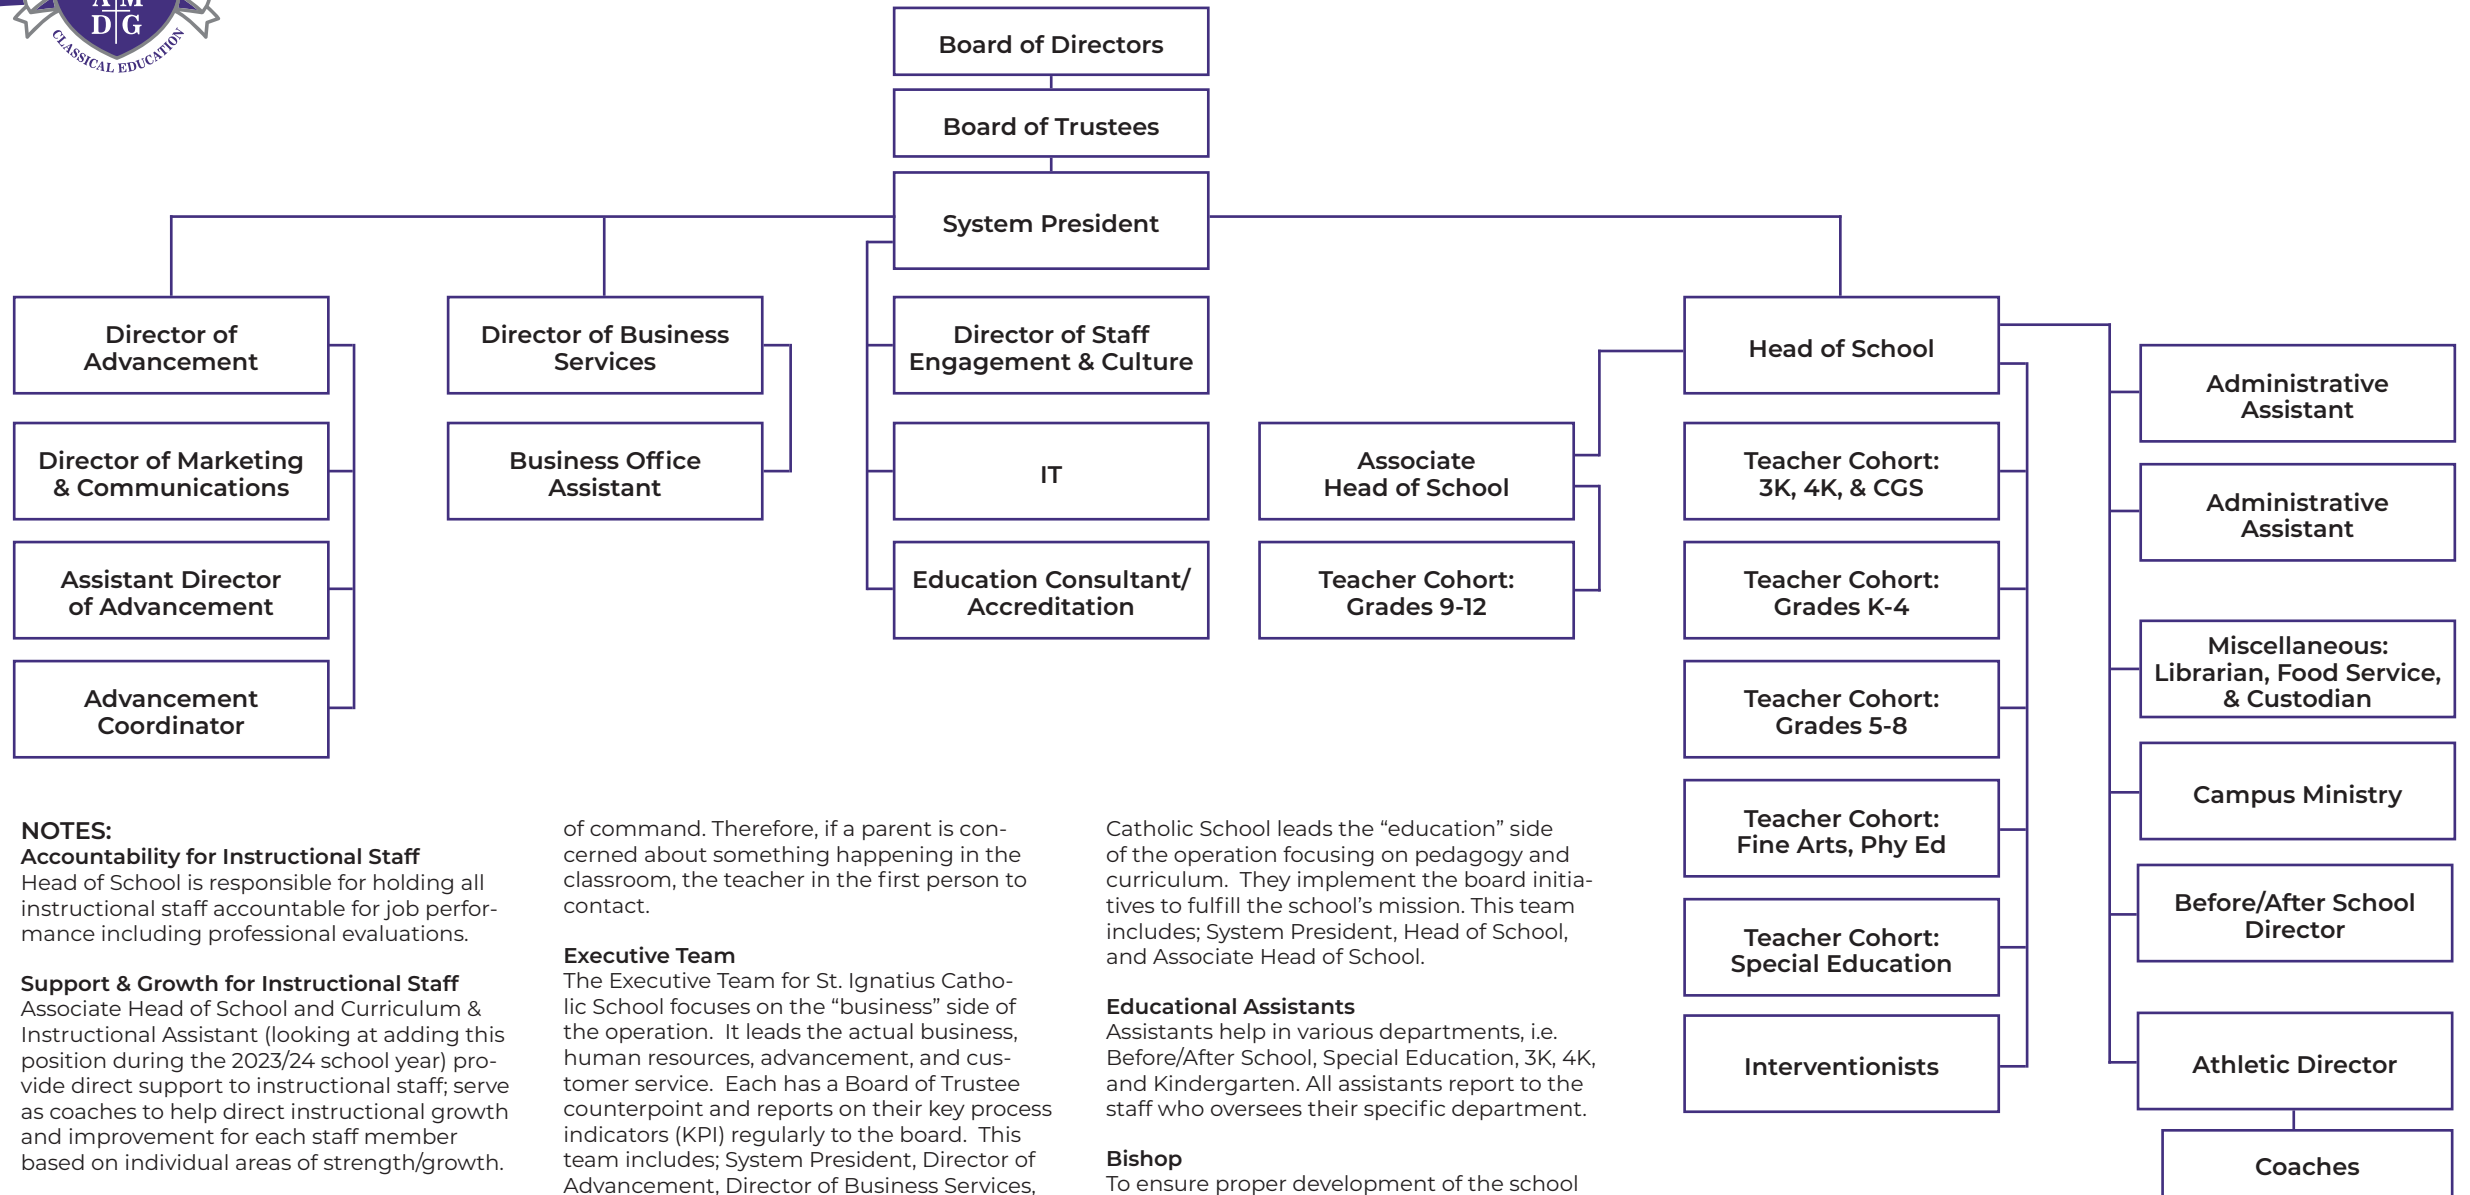 A M
D G
CLASSICAL EDUCATION
Board of Directors
Board of Trustees
System President
Director of
Advancement
Director of Marketing
& Communications
Assistant Director
of Advancement
Advancement
Coordinator
Director of Business
Services
Business Office
Assistant
Director of Staff
Engagement & Culture
IT
Education Consultant/
Accreditation
Head of School
Associate
Head of School
Teacher Cohort:
Grades 9-12
Teacher Cohort:
3K, 4K, & CGS
Teacher Cohort:
Grades K-4
Teacher Cohort:
Grades 5-8
Teacher Cohort:
Fine Arts, Phy Ed
Teacher Cohort:
Special Education
Interventionists
Administrative
Assistant
Administrative
Assistant
Miscellaneous:
Librarian, Food Service,
& Custodian
Campus Ministry
Before/After School
Director
Athletic Director
Coaches
NOTES:
Accountability for Instructional Staff
Head of School is responsible for holding all
instructional staff accountable for job perfor-
mance including professional evaluations.
Support & Growth for Instructional Staff
Associate Head of School and Curriculum &
Instructional Assistant (looking at adding this
position during the 2023/24 school year) pro-
vide direct support to instructional staff; serve
as coaches to help direct instructional growth
and improvement for each staff member
based on individual areas of strength/growth.
of command. Therefore, if a parent is con-
cerned about something happening in the
classroom, the teacher in the first person to
contact.
Executive Team
The Executive Team for St. Ignatius Catho-
lic School focuses on the “business” side of
the operation.  It leads the actual business,
human resources, advancement, and cus-
tomer service.  Each has a Board of Trustee
counterpoint and reports on their key process
indicators (KPI) regularly to the board.  This
team includes; System President, Director of
Advancement, Director of Business Services,
Catholic School leads the “education” side
of the operation focusing on pedagogy and
curriculum.  They implement the board initia-
tives to fulfill the school’s mission. This team
includes; System President, Head of School,
and Associate Head of School.
Educational Assistants
Assistants help in various departments, i.e.
Before/After School, Special Education, 3K, 4K,
and Kindergarten. All assistants report to the
staff who oversees their specific department.
Bishop
To ensure proper development of the school